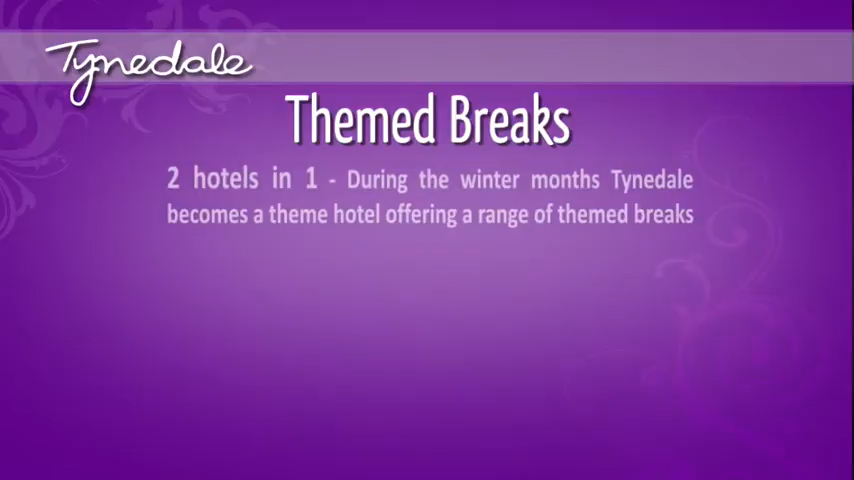 Tynedale
Themed Breaks
2 hotels in 1 - During the winter months Tynedale
becomes a theme hotel offering a range of themed breaks